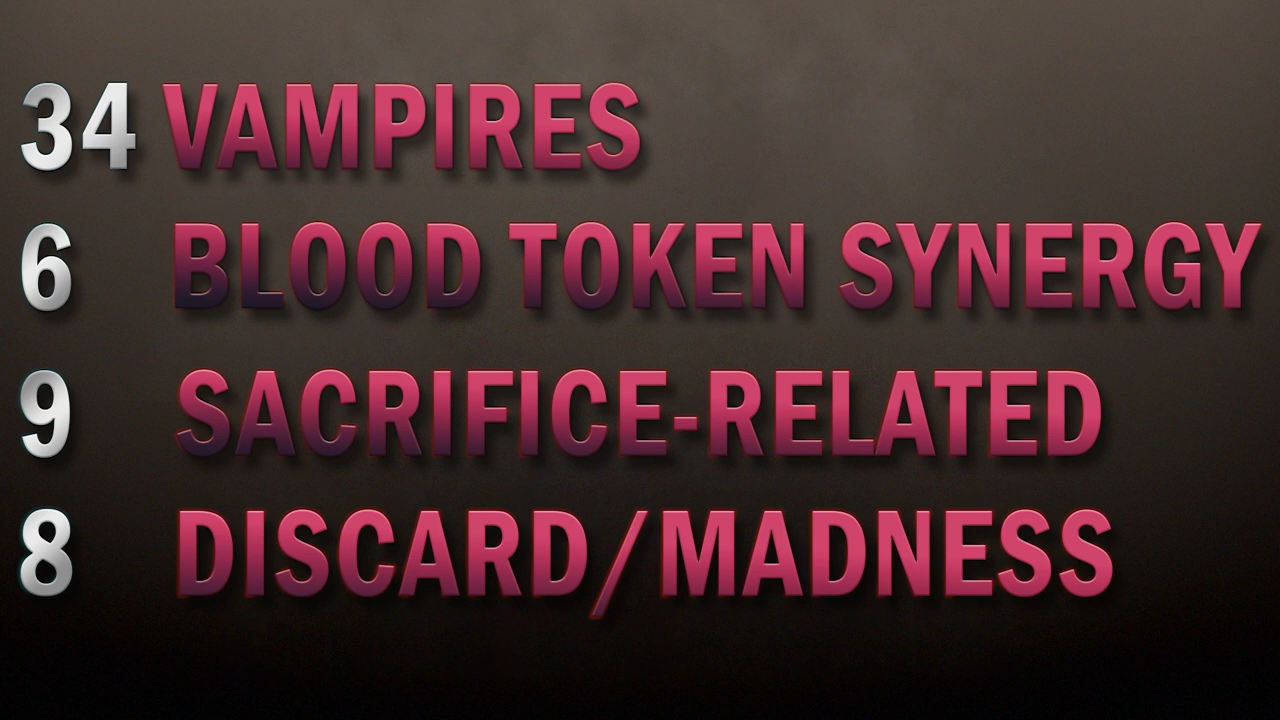 34 VAMPIRES
6 BLOOD TOKEN SYNERGY
9 SACRIFICE-RELATED
8 DISCARD/MADNESS